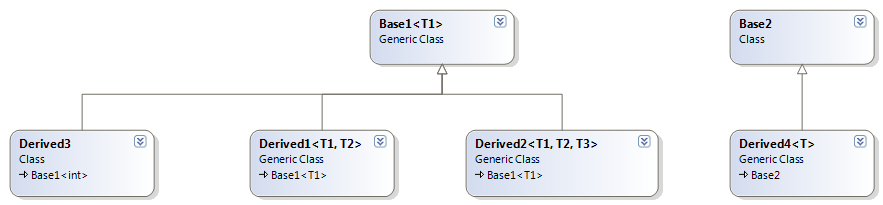 Base1<T1>
Generic Class
Base2
Class
Derived3
Class
Base1<int>
Derived1<T1, T2>
Generic Class
Base1<T1>
Derived2<T1, T2, T3>
Generic Class
Base1<T1>
Derived4<T>
Generic Class
Base2